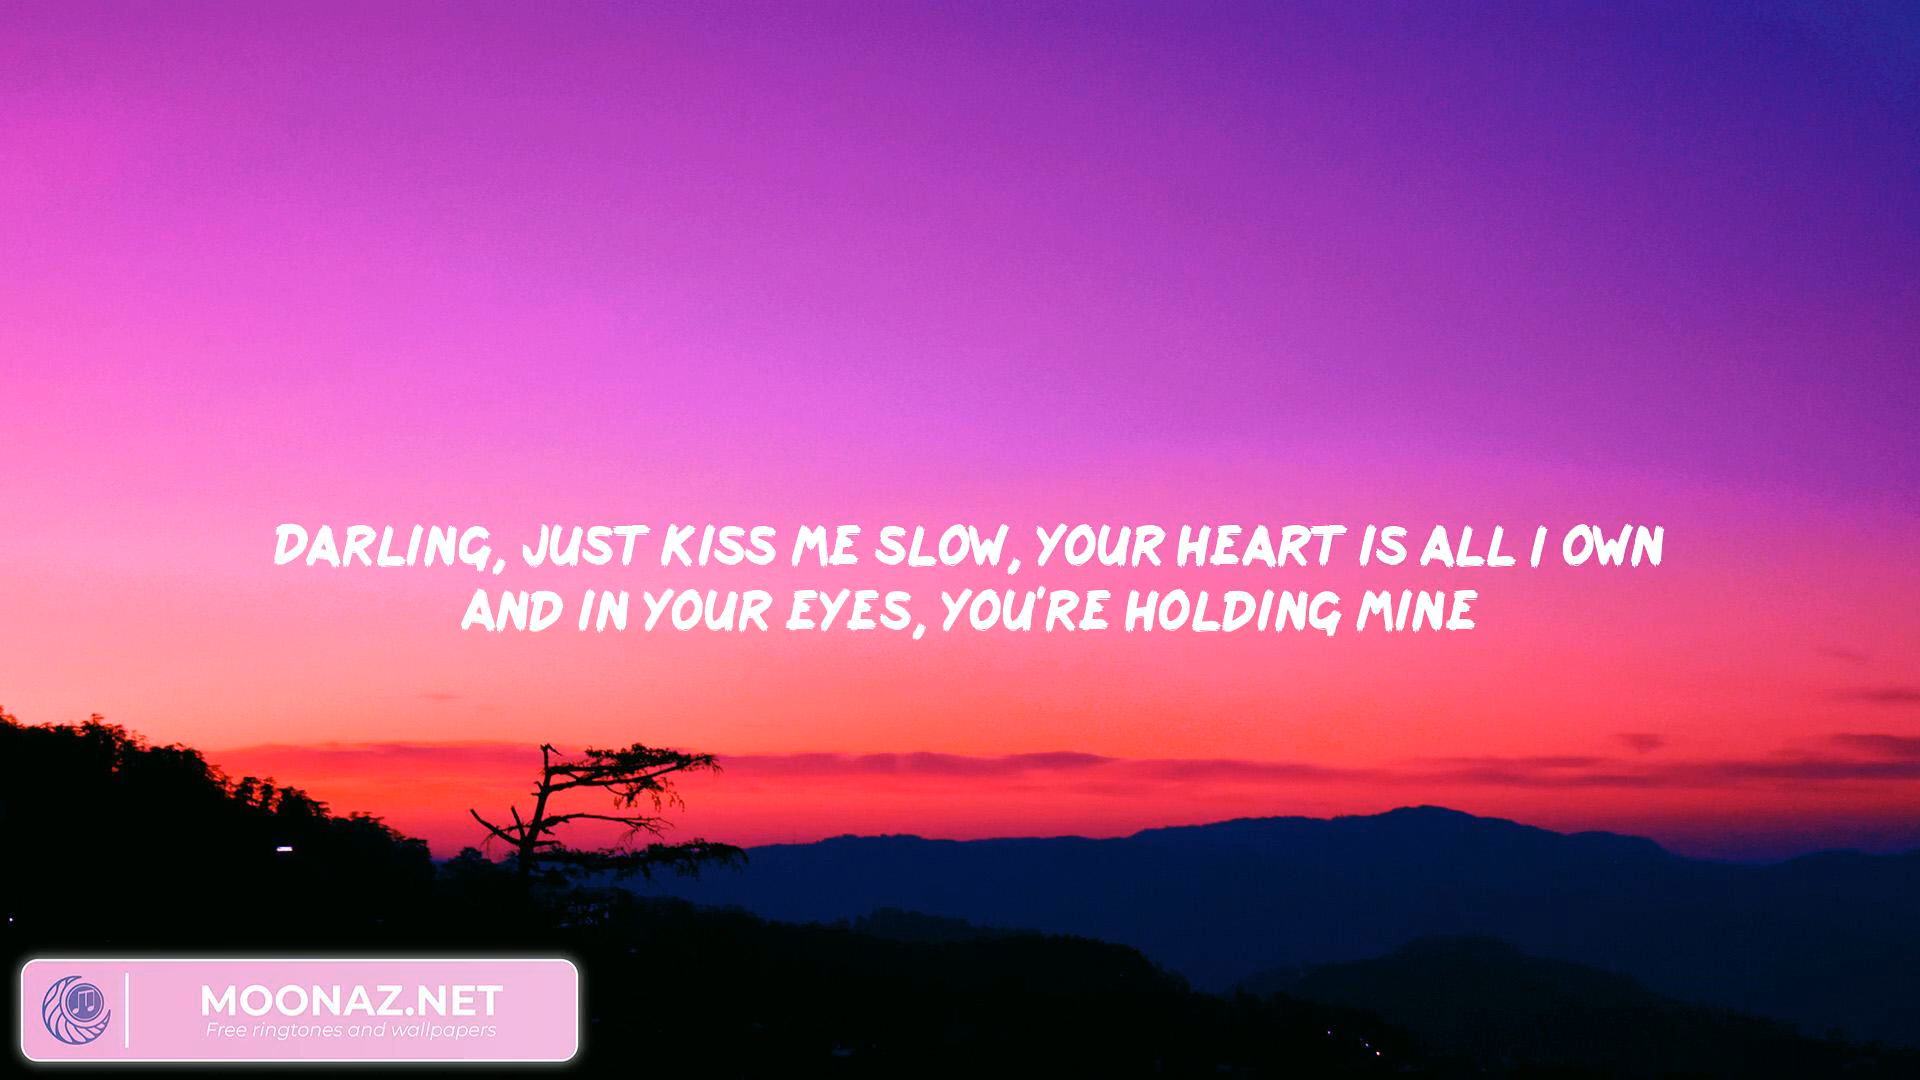 DARLING, JUST KISS ME SLOW, YOUR HEART IS ALL I OWN
AND IN YOUR EYES, YOU'RE HOLDING MINE
MOONAZ.NET
Free ringtones and wallpapers